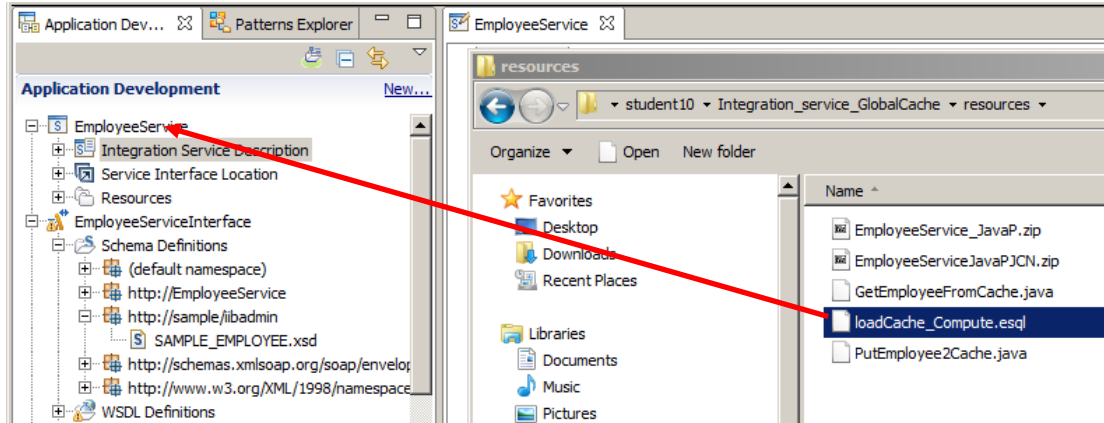 Application Dev...
Patterns Explorer
Application Development
New...
EmployeeService
Integration Service Description
Service Interface Location
Resources
EmployeeServiceInterface
Schema Definitions
(default namespace)
http://EmployeeService
http://sample/iibadmin
SAMPLE_EMPLOYEE.xsd
http://schemas.xmlsoap.org/soap/envelop
http://www.w3.org/XML/1998/namespace
WSDL Definitions
EmployeeService
resources
student10 Integration_service_GlobalCache resources
Organize Open New folder
Favorites
Desktop
Downloads
Recent Places
Libraries
Documents
Music
Pictures
Name
EmployeeService_JavaP.zip
EmployeeServiceJavaPJCN.zip
GetEmployeeFromCache.java
loadCache_Compute.esql
PutEmployee2Cache.java